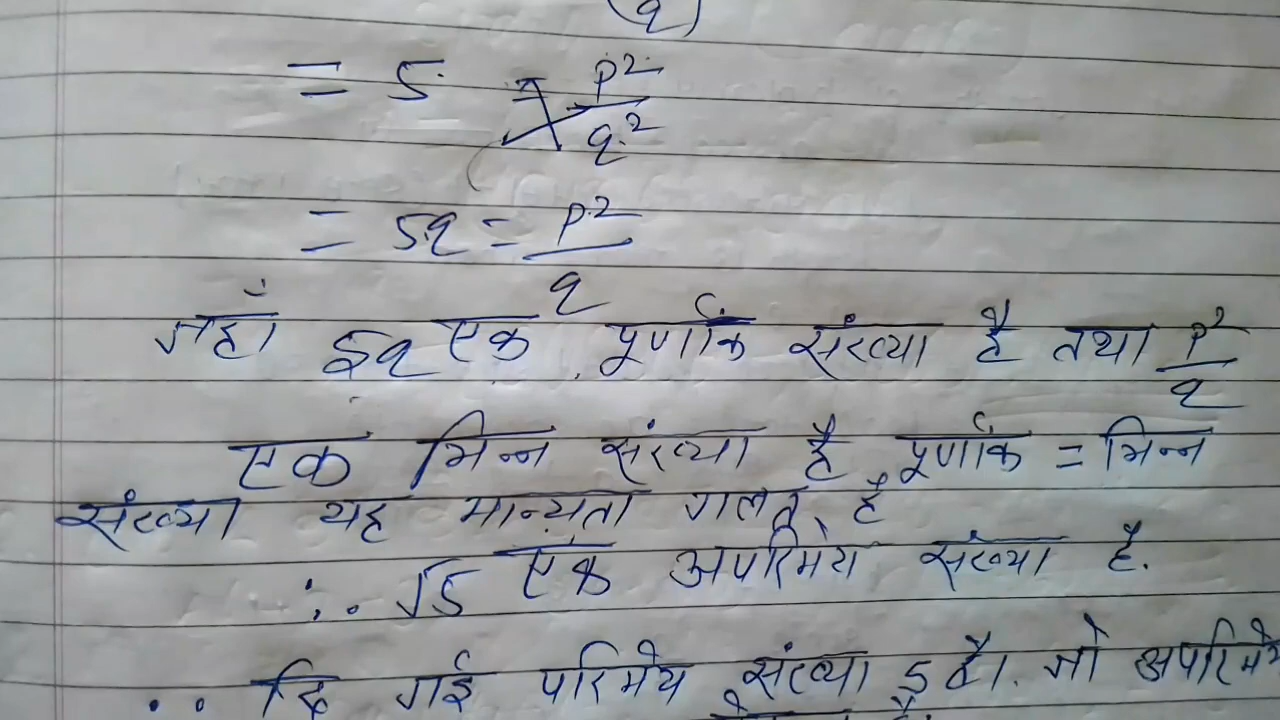 (q)
= 5 p²/q²
= 5q = p²/q
जहाँ 5q एक पूर्णांक संख्या है तथा p²/q
एक भिन्न संख्या है पूर्णांक = भिन्न
संख्या यह मान्यता गलत है
∴ √5 एक अपरिमेय संख्या है.
∴ दि गई परिमेय संख्या 5 है। जो अपरिमेय